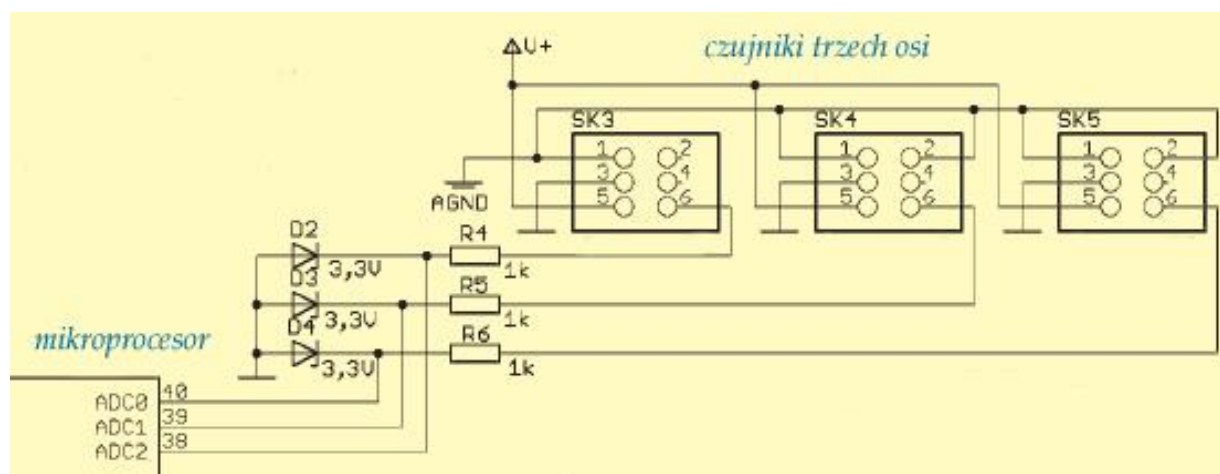 U+
czujniki trzech osi
SK3
SK4
SK5
1 2
3 4
5 6
1 2
3 4
5 6
1 2
3 4
5 6
AGND
D2
R4
3,3V
1k
D3
R5
3,3V
1k
D4
R6
3,3V
1k
mikroprocesor
40
ADC0
39
ADC1
38
ADC2